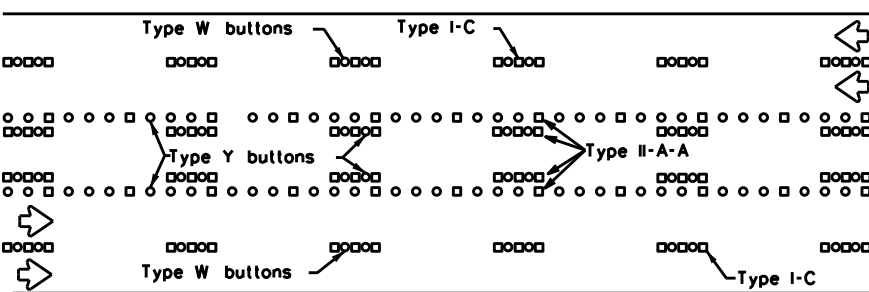 Type W buttons
Type I-C
Type Y buttons
Type II-A-A
Type W buttons
Type I-C